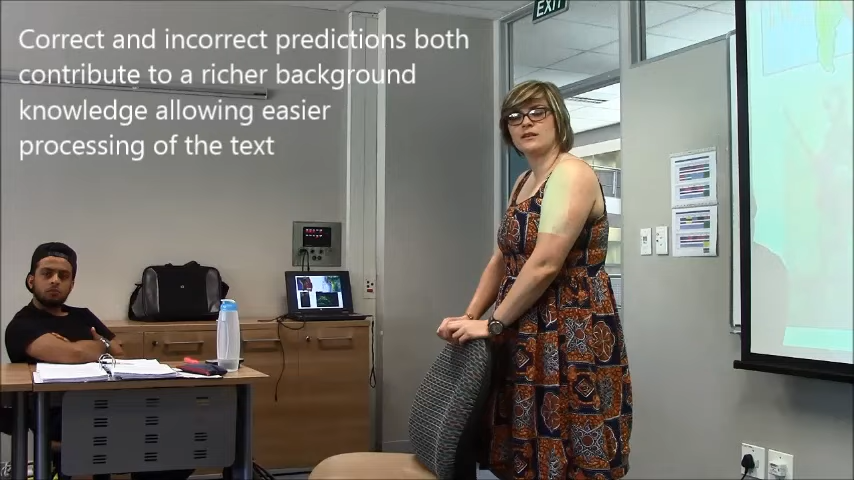 EXIT
Correct and incorrect predictions both
contribute to a richer background
knowledge allowing easier
processing of the text